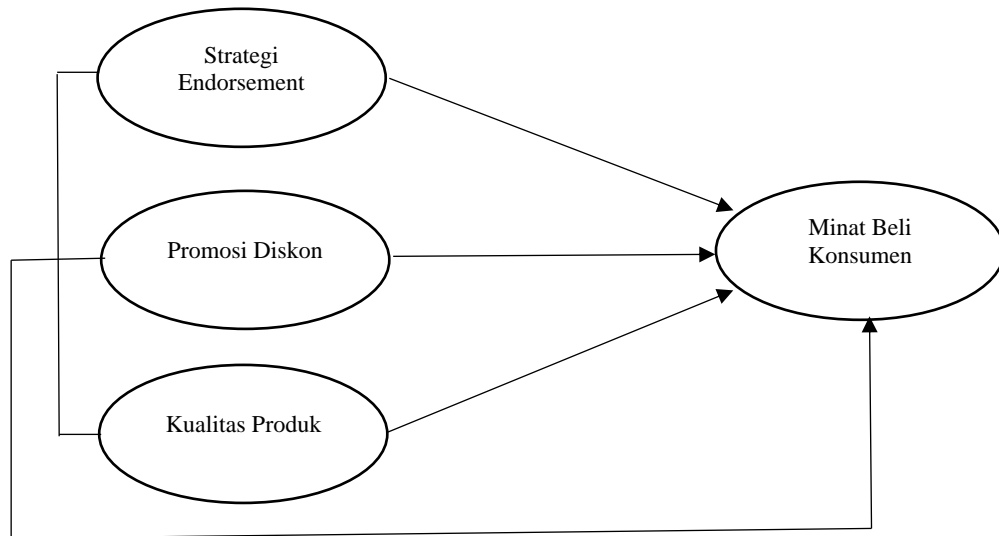 Strategi
Endorsement
Promosi Diskon
Minat Beli
Konsumen
Kualitas Produk